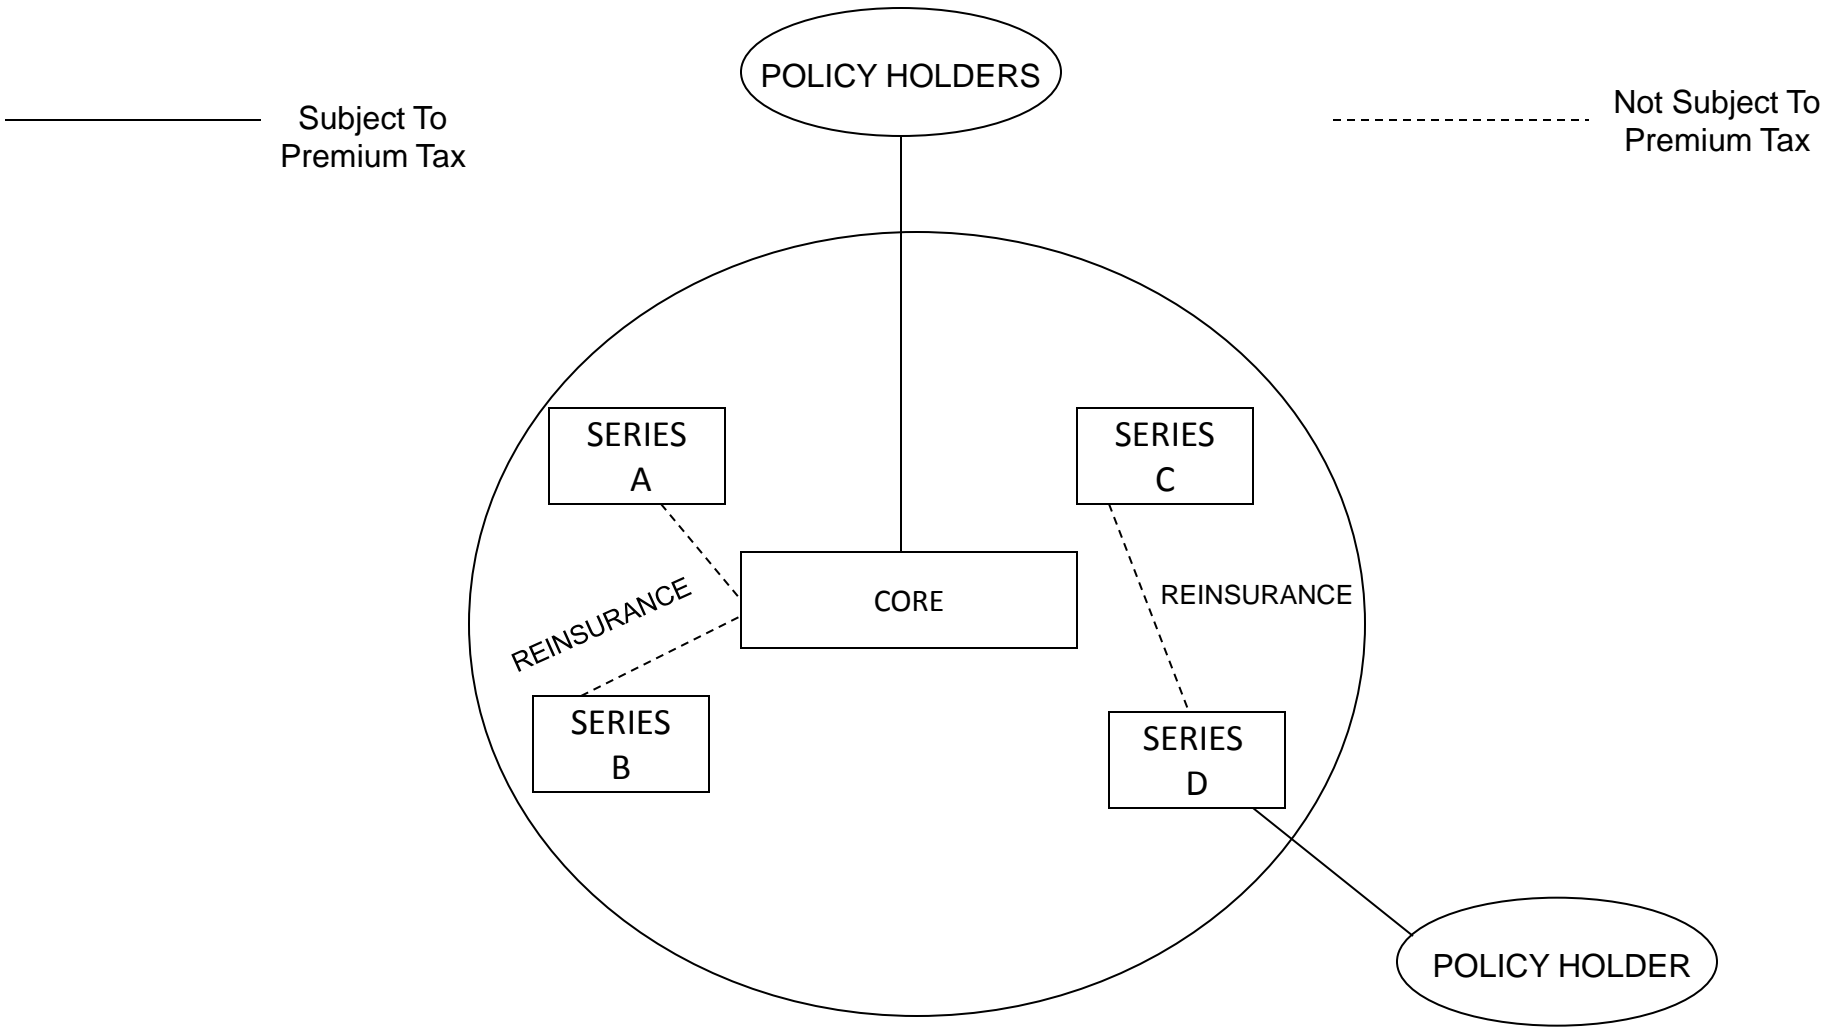 POLICY HOLDERS
Subject To
Premium Tax
Not Subject To
Premium Tax
SERIES
A
SERIES
C
REINSURANCE
CORE
REINSURANCE
SERIES
B
SERIES
D
POLICY HOLDER